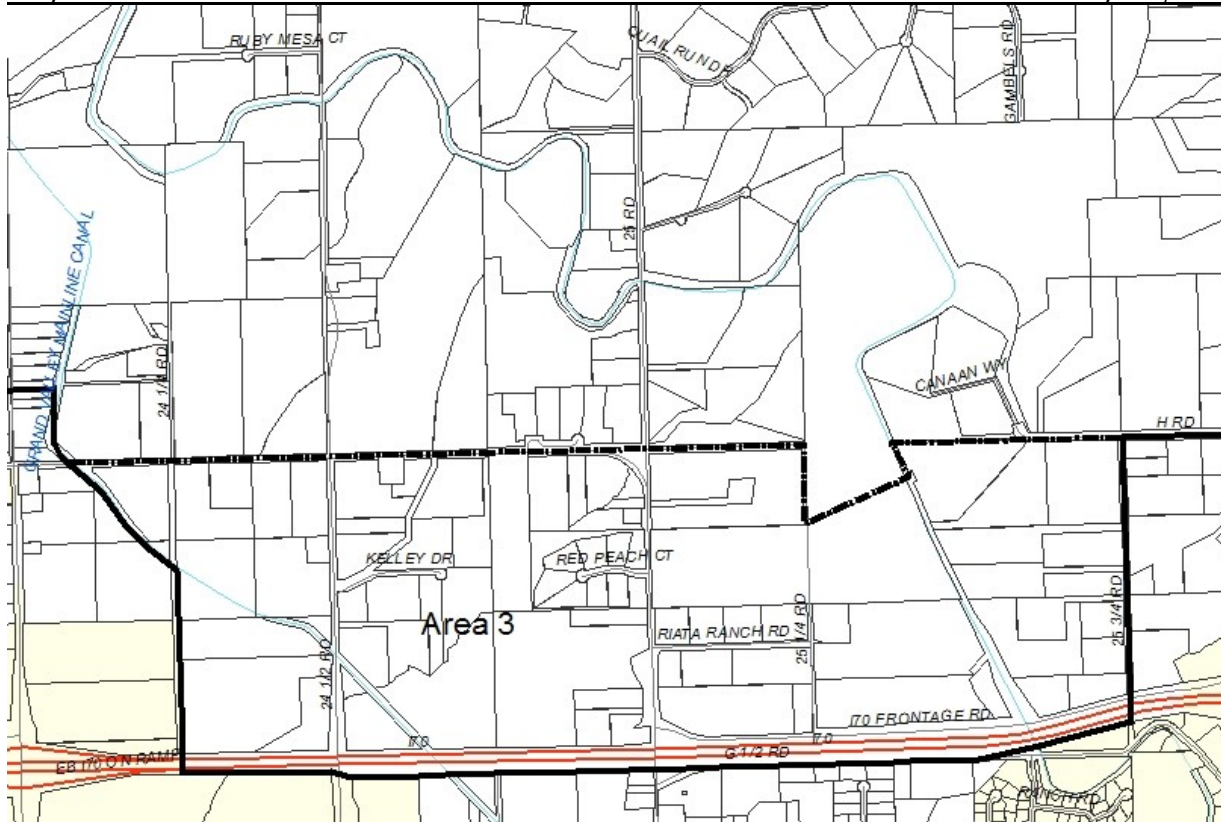 RUBY MESA CT
QUAIL RUN DR
GAMBELS RD
25 RD
GRAND VALLEY MAINLINE CANAL
24 1/4 RD
CANAAN WY
H RD
KELLEY DR
RED PEACH CT
Area 3
RIATA RANCH RD
25 1/4 RD
25 3/4 RD
24 1/2 RD
I70 FRONTAGE RD
I70
I70
G 1/2 RD
EB I70 ON RAMP
RANCH RD